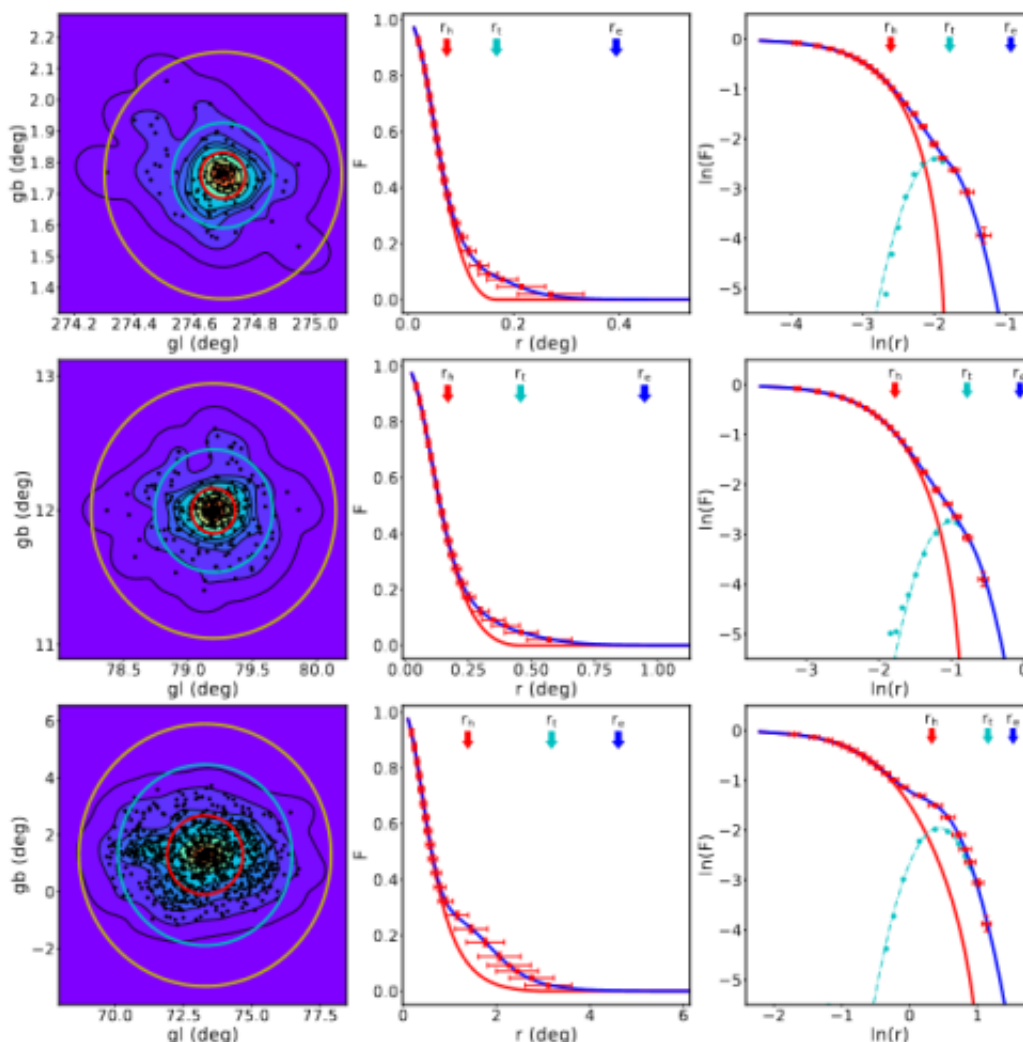 2.2
2.1
2.0
1.9
1.8
1.7
1.6
1.5
1.4
gb (deg)
274.2 274.4 274.6 274.8 275.0
gl (deg)
1.0
0.8
0.6
0.4
0.2
0.0
F
r_h r_t r_e
0.0 0.2 0.4
r (deg)
0
−1
−2
−3
−4
−5
ln(F)
r_h r_t r_e
−4 −3 −2 −1
ln(r)
13
12
11
gb (deg)
78.5 79.0 79.5 80.0
gl (deg)
1.0
0.8
0.6
0.4
0.2
0.0
F
r_h r_t r_e
0.00 0.25 0.50 0.75 1.00
r (deg)
0
−1
−2
−3
−4
−5
ln(F)
r_h r_t r_e
−3 −2 −1 0
ln(r)
6
4
2
0
−2
gb (deg)
70.0 72.5 75.0 77.5
gl (deg)
1.0
0.8
0.6
0.4
0.2
0.0
F
r_h r_t r_e
0 2 4 6
r (deg)
0
−1
−2
−3
−4
−5
ln(F)
r_h r_t r_e
−2 −1 0 1
ln(r)